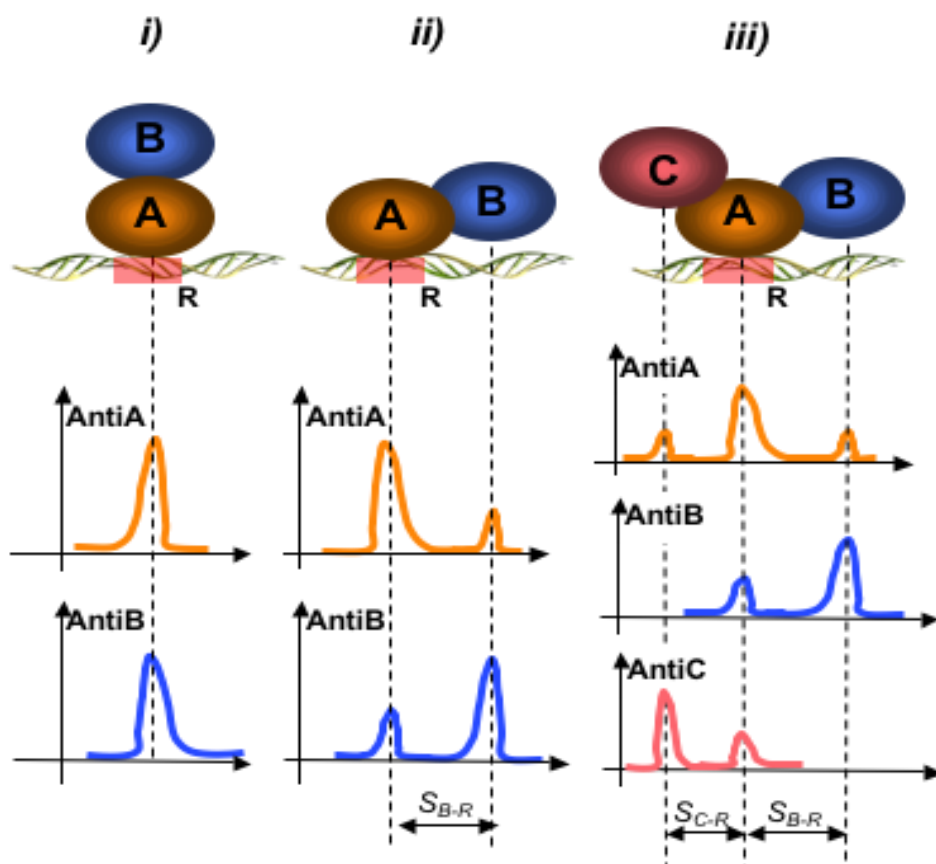 i)
ii)
iii)
B
A
R
A
B
R
C
A
B
R
AntiA
AntiB
AntiA
AntiB
S_B-R
AntiA
AntiB
AntiC
S_C-R
S_B-R